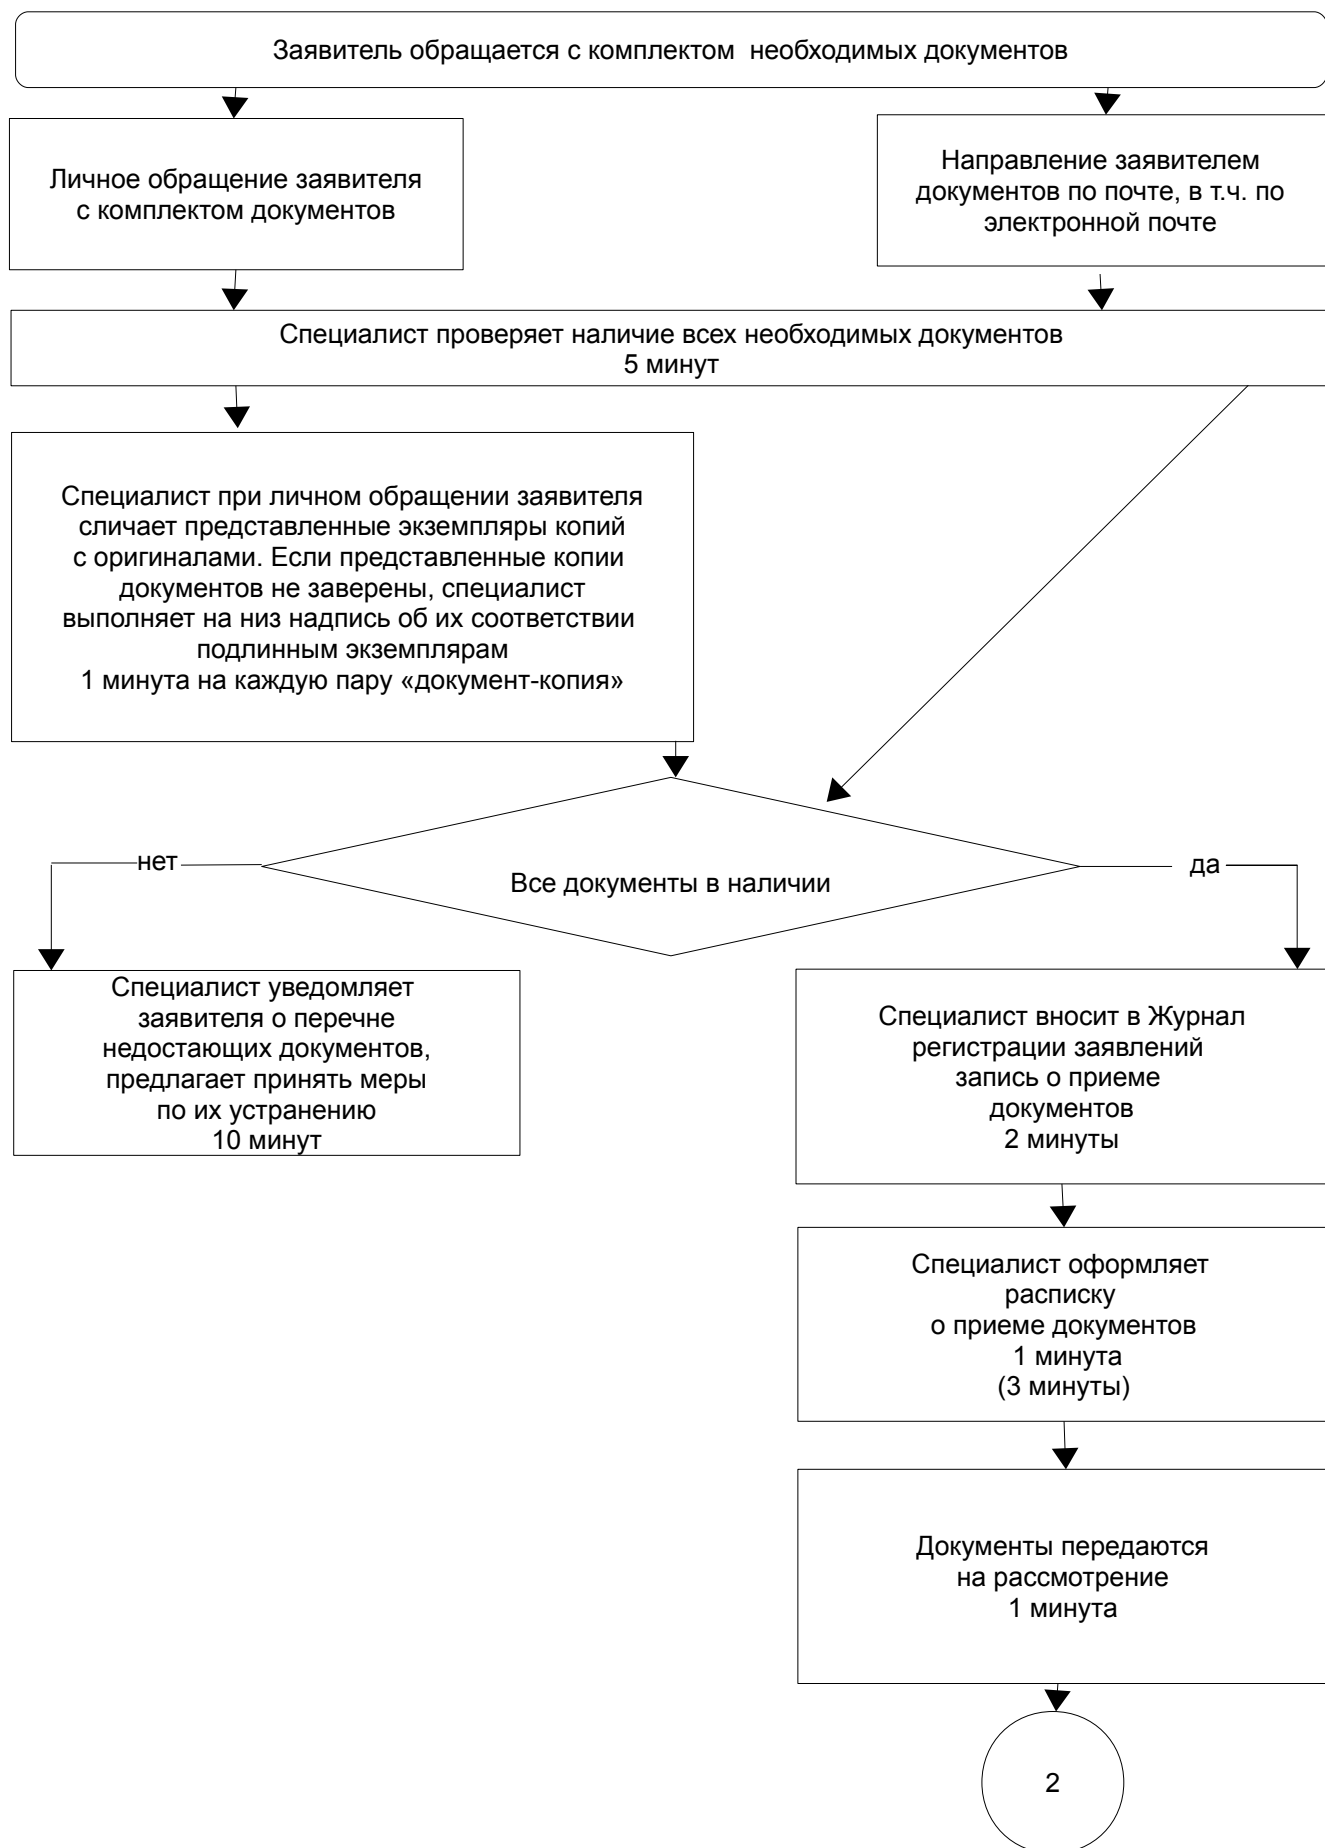 Заявитель обращается с комплектом  необходимых документов
Личное обращение заявителя
с комплектом документов
Направление заявителем
документов по почте, в т.ч. по
электронной почте
Специалист проверяет наличие всех необходимых документов
5 минут
Специалист при личном обращении заявителя
сличает представленные экземпляры копий
с оригиналами. Если представленные копии
документов не заверены, специалист
выполняет на низ надпись об их соответствии
подлинным экземплярам
1 минута на каждую пару «документ-копия»
Все документы в наличии
нет
да
Специалист уведомляет
заявителя о перечне
недостающих документов,
предлагает принять меры
по их устранению
10 минут
Специалист вносит в Журнал
регистрации заявлений
запись о приеме
документов
2 минуты
Специалист оформляет
расписку
о приеме документов
1 минута
(3 минуты)
Документы передаются
на рассмотрение
1 минута
2